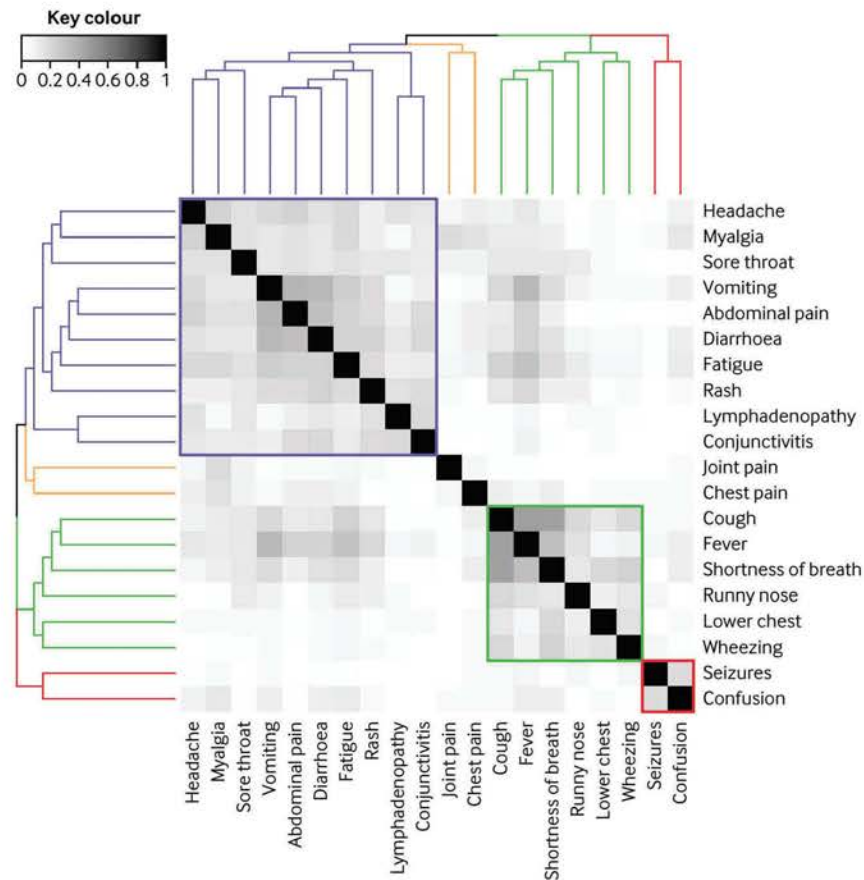 Key colour
0 0.2 0.4 0.6 0.8 1
Headache
Myalgia
Sore throat
Vomiting
Abdominal pain
Diarrhoea
Fatigue
Rash
Lymphadenopathy
Conjunctivitis
Joint pain
Chest pain
Cough
Fever
Shortness of breath
Runny nose
Lower chest
Wheezing
Seizures
Confusion
Headache
Myalgia
Sore throat
Vomiting
Abdominal pain
Diarrhoea
Fatigue
Rash
Lymphadenopathy
Conjunctivitis
Joint pain
Chest pain
Cough
Fever
Shortness of breath
Runny nose
Lower chest
Wheezing
Seizures
Confusion